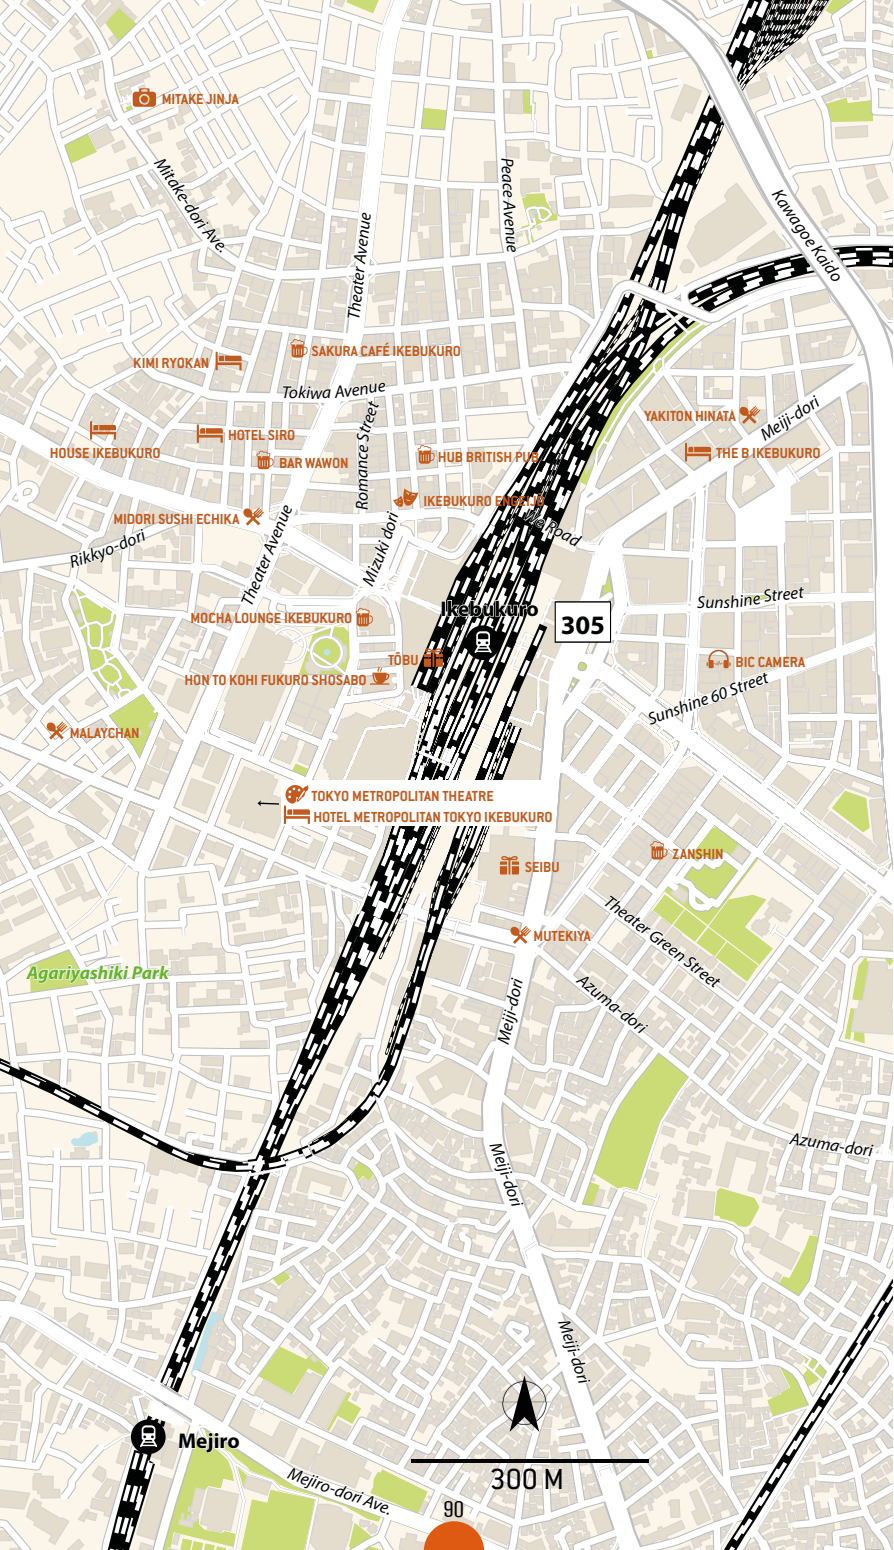 MITAKE JINJA
Mitake-dori Ave.
Peace Avenue
Kawagoe Kaido
Theater Avenue
SAKURA CAFÉ IKEBUKURO
KIMI RYOKAN
Tokiwa Avenue
Romance Street
YAKITON HINATA
Meiji-dori
HOUSE IKEBUKURO
HOTEL SIRO
THE B IKEBUKURO
HUB BRITISH PUB
BAR WAWON
IKEBUKURO ENGEIJO
MIDORI SUSHI ECHIKA
Road
Rikkyo-dori
Theater Avenue
Mizuki dori
Ikebukuro
305
Sunshine Street
MOCHA LOUNGE IKEBUKURO
TŌBU
BIC CAMERA
HON TO KOHI FUKURO SHOSABO
Sunshine 60 Street
MALAYCHAN
←
TOKYO METROPOLITAN THEATRE
HOTEL METROPOLITAN TOKYO IKEBUKURO
ZANSHIN
SEIBU
MUTEKIYA
Theater Green Street
Agariyashiki Park
Azuma-dori
Meiji-dori
Azuma-dori
Meiji-dori
Meiji-dori
Mejiro
300 M
Mejiro-dori Ave.
90